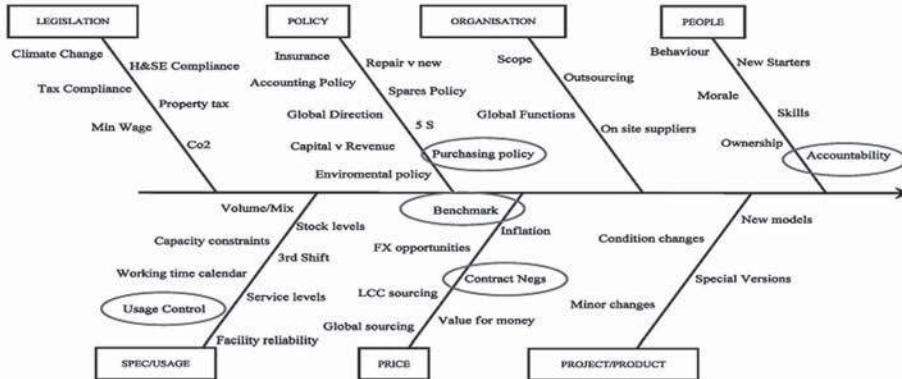 LEGISLATION
POLICY
ORGANISATION
PEOPLE
Climate Change
H&SE Compliance
Tax Compliance
Property tax
Min Wage
Co2
Insurance
Repair v new
Accounting Policy
Spares Policy
Global Direction
5 S
Capital v Revenue
Purchasing policy
Enviromental policy
Scope
Outsourcing
Global Functions
On site suppliers
Behaviour
New Starters
Morale
Skills
Ownership
Accountability
Volume/Mix
Stock levels
Capacity constraints
3rd Shift
Working time calendar
Service levels
Usage Control
Facility reliability
Benchmark
Inflation
FX opportunities
Contract Negs
LCC sourcing
Value for money
Global sourcing
New models
Condition changes
Special Versions
Minor changes
SPEC/USAGE
PRICE
PROJECT/PRODUCT